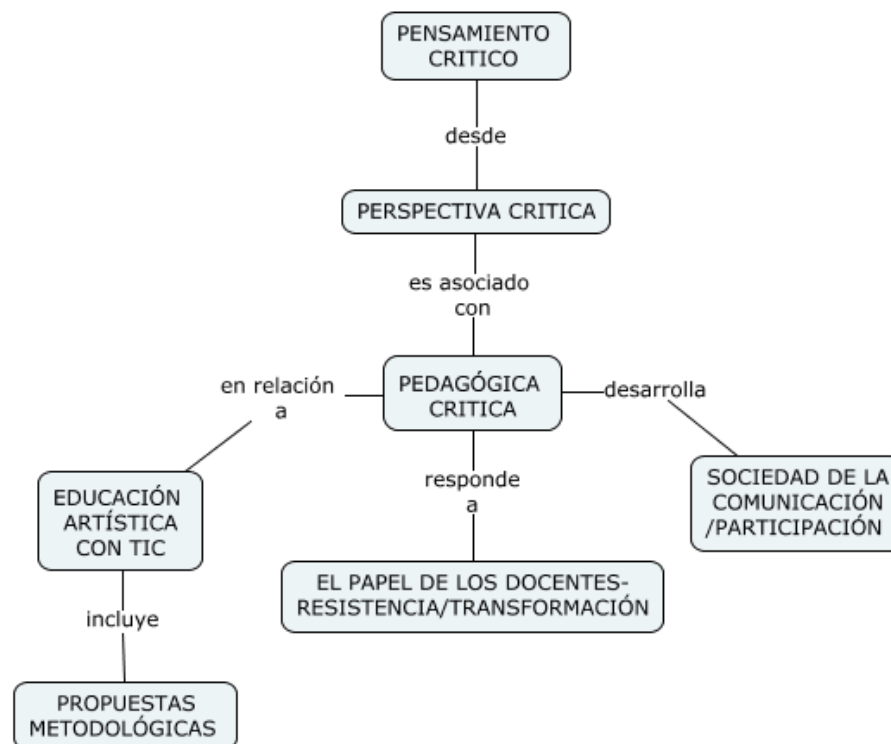 PENSAMIENTO
CRITICO
desde
PERSPECTIVA CRITICA
es asociado
con
PEDAGÓGICA
CRITICA
en relación
a
desarrolla
responde
a
EDUCACIÓN
ARTÍSTICA
CON TIC
SOCIEDAD DE LA
COMUNICACIÓN
/PARTICIPACIÓN
EL PAPEL DE LOS DOCENTES-
RESISTENCIA/TRANSFORMACIÓN
incluye
PROPUESTAS
METODOLÓGICAS